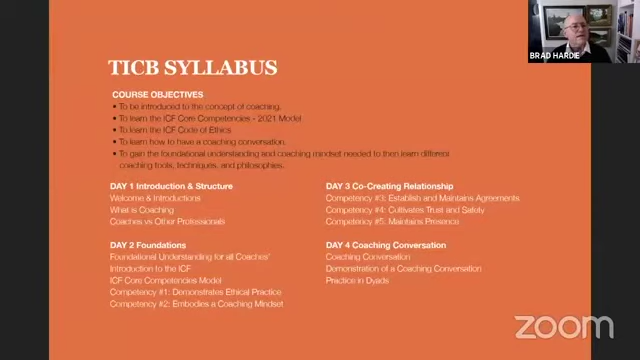 BRAD HARDIE
TICB SYLLABUS
COURSE OBJECTIVES
• To be introduced to the concept of coaching.
• To learn the ICF Core Competencies - 2021 Model
• To learn the ICF Code of Ethics
• To learn how to have a coaching conversation.
• To gain the foundational understanding and coaching mindset needed to then learn different
coaching tools, techniques, and philosophies.
DAY 1 Introduction & Structure
Welcome & Introductions
What is Coaching
Coaches vs Other Professionals
DAY 2 Foundations
Foundational Understanding for all Coaches'
Introduction to the ICF
ICF Core Competencies Model
Competency #1: Demonstrates Ethical Practice
Competency #2: Embodies a Coaching Mindset
DAY 3 Co-Creating Relationship
Competency #3: Establish and Maintains Agreements
Competency #4: Cultivates Trust and Safety
Competency #5: Maintains Presence
DAY 4 Coaching Conversation
Coaching Conversation
Demonstration of a Coaching Conversation
Practice in Dyads
zoom